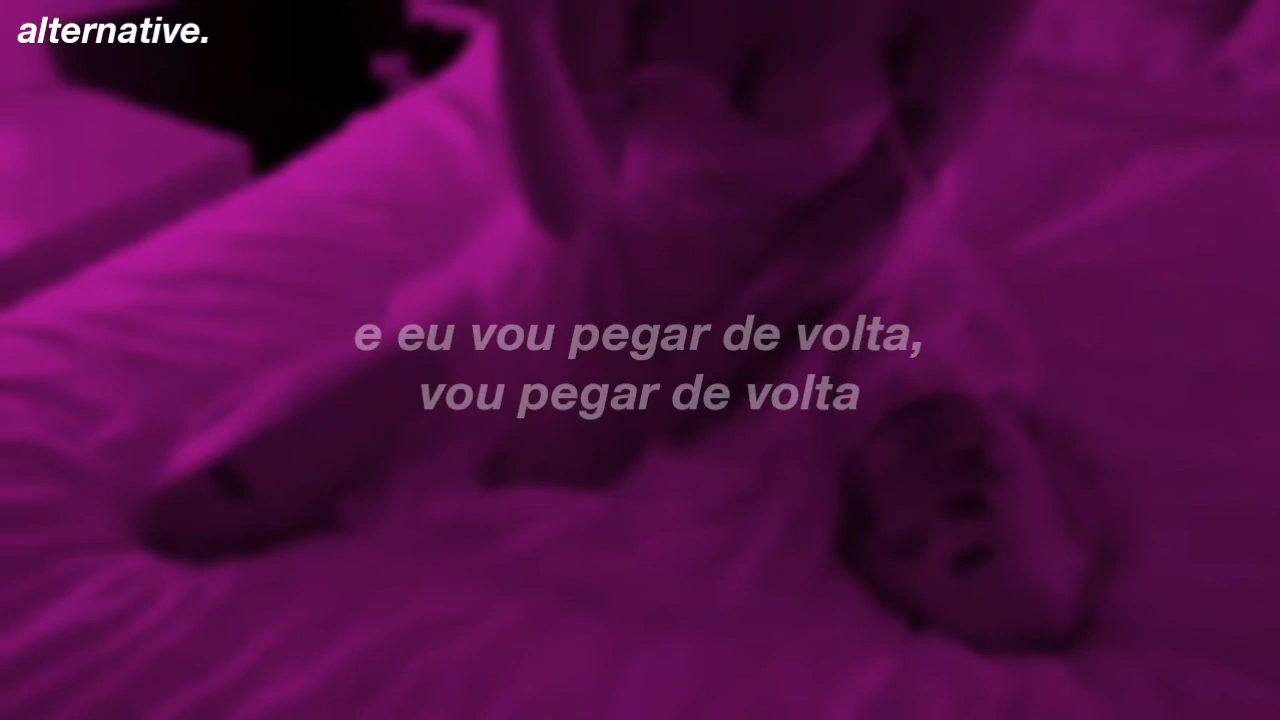 alternative.
e eu vou pegar de volta,
vou pegar de volta